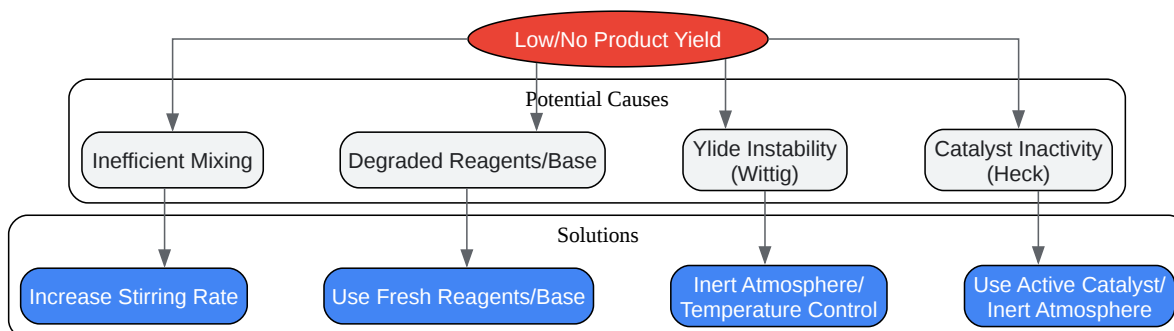 Low/No Product Yield
Potential Causes
Inefficient Mixing
Degraded Reagents/Base
Ylide Instability
(Wittig)
Catalyst Inactivity
(Heck)
Solutions
Increase Stirring Rate
Use Fresh Reagents/Base
Inert Atmosphere/
Temperature Control
Use Active Catalyst/
Inert Atmosphere